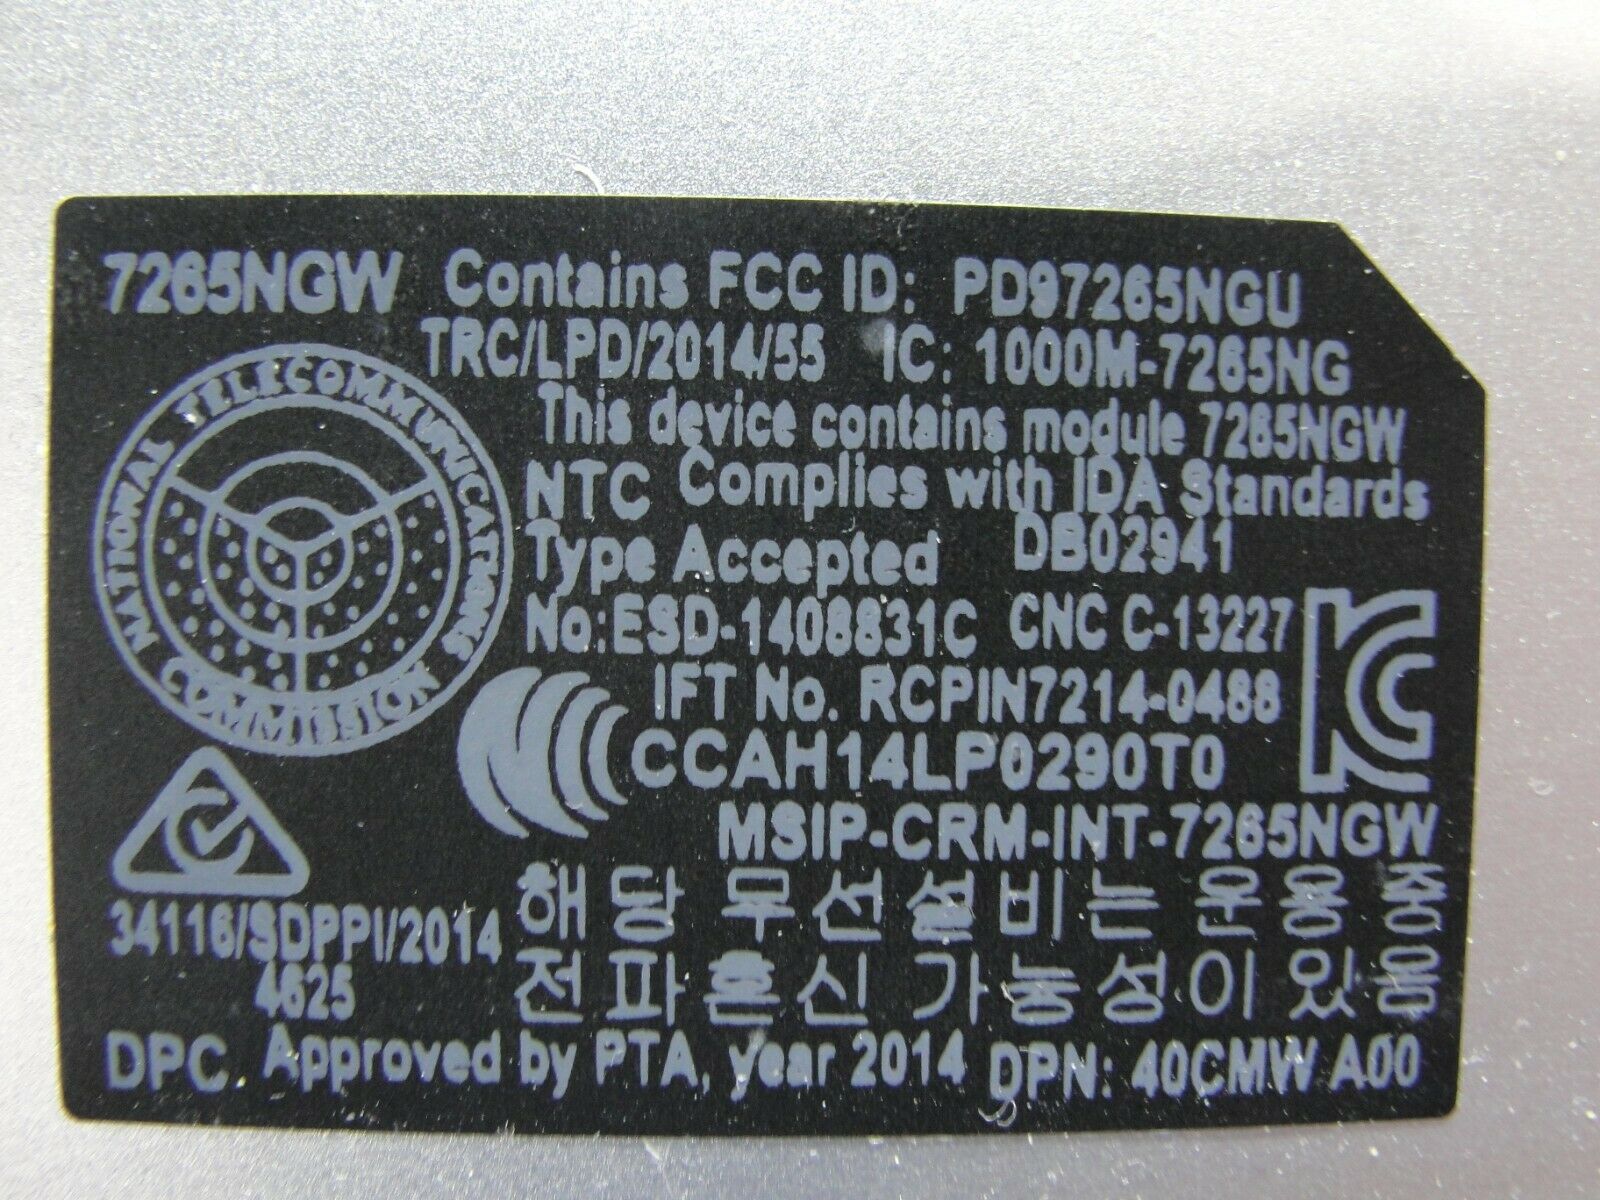 7265NGW Contains FCC ID: PD97265NGU
TRC/LPD/2014/55 IC: 1000M-7265NG
This device contains module 7265NGW
NATIONAL TELECOMMUNICATIONS COMMISSION
NTC Complies with IDA Standards
Type Accepted DB02941
No:ESD-1408831C CNC C-13227
IFT No. RCPIN7214-0488
CCAH14LP0290T0
MSIP-CRM-INT-7265NGW
34116/SDPPI/2014
4625
해당 무선설비는 운용중
전파혼신 가능성이있음
DPC. Approved by PTA, year 2014 DPN: 40CMW A00